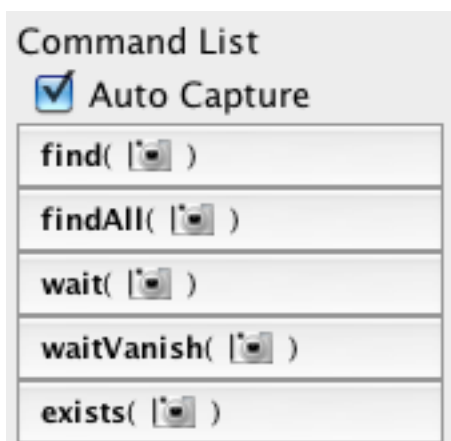 Command List
Auto Capture
find( )
findAll( )
wait( )
waitVanish( )
exists( )